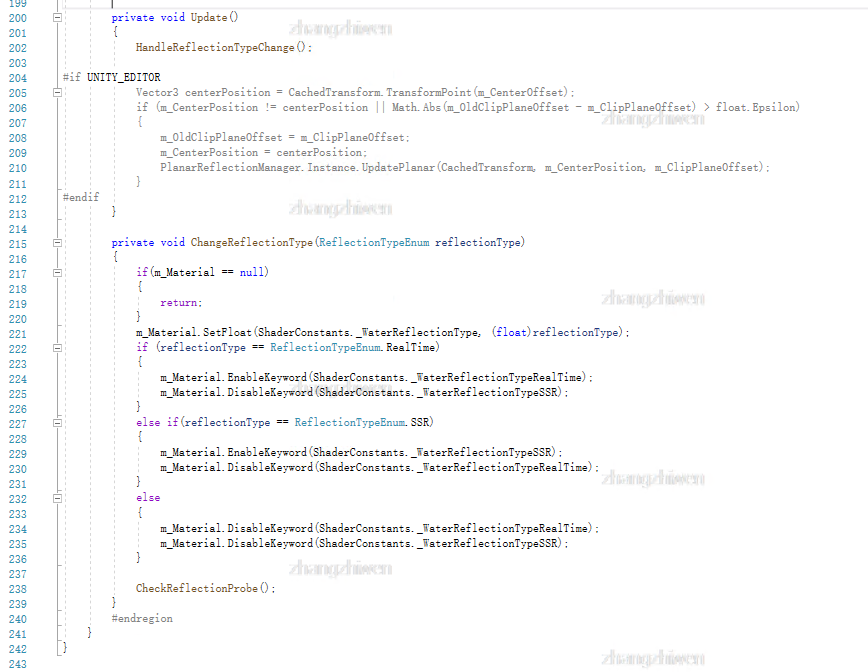 199
200 private void Update()
201 {
202 HandleReflectionTypeChange();
203
204 #if UNITY_EDITOR
205 Vector3 centerPosition = CachedTransform.TransformPoint(m_CenterOffset);
206 if (m_CenterPosition != centerPosition || Math.Abs(m_OldClipPlaneOffset - m_ClipPlaneOffset) > float.Epsilon)
207 {
208 m_OldClipPlaneOffset = m_ClipPlaneOffset;
209 m_CenterPosition = centerPosition;
210 PlanarReflectionManager.Instance.UpdatePlanar(CachedTransform, m_CenterPosition, m_ClipPlaneOffset);
211 }
212 #endif
213 }
214
215 private void ChangeReflectionType(ReflectionTypeEnum reflectionType)
216 {
217 if(m_Material == null)
218 {
219 return;
220 }
221 m_Material.SetFloat(ShaderConstants._WaterReflectionType, (float)reflectionType);
222 if (reflectionType == ReflectionTypeEnum.RealTime)
223 {
224 m_Material.EnableKeyword(ShaderConstants._WaterReflectionTypeRealTime);
225 m_Material.DisableKeyword(ShaderConstants._WaterReflectionTypeSSR);
226 }
227 else if(reflectionType == ReflectionTypeEnum.SSR)
228 {
229 m_Material.EnableKeyword(ShaderConstants._WaterReflectionTypeSSR);
230 m_Material.DisableKeyword(ShaderConstants._WaterReflectionTypeRealTime);
231 }
232 else
233 {
234 m_Material.DisableKeyword(ShaderConstants._WaterReflectionTypeRealTime);
235 m_Material.DisableKeyword(ShaderConstants._WaterReflectionTypeSSR);
236 }
237
238 CheckReflectionProbe();
239 }
240 #endregion
241 }
242 }
243